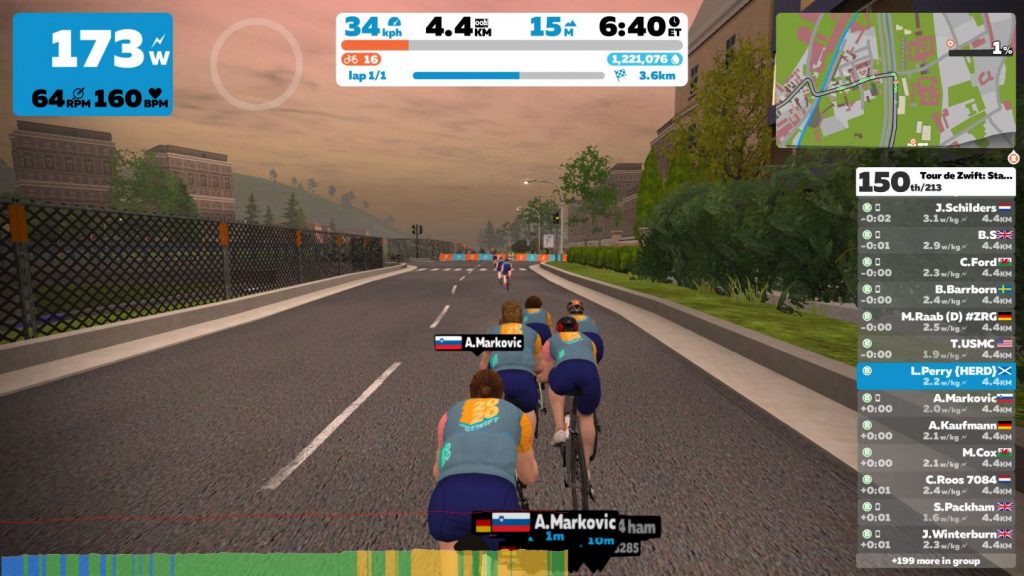 173 W
64 RPM 160 BPM
34 kph 4.4 KM 15 M 6:40 ET
16 1,221,076
lap 1/1 3.6km
1%
150th/213 Tour de Zwift: Sta...
B J.Schilders
-0:02 3.1w/kg 4.4KM
B B.S
-0:01 2.9w/kg 4.4KM
B C.Ford
-0:00 2.3w/kg 4.4KM
B B.Barrborn
-0:00 2.4w/kg 4.4KM
B M.Raab (D) #ZRG
-0:00 2.5w/kg 4.4KM
B T.USMC
-0:00 1.9w/kg 4.4KM
B L.Perry (HERD)
2.2w/kg 4.4KM
B A.Markovic
+0:00 2.0w/kg 4.4KM
B A.Kaufmann
+0:00 2.1w/kg 4.4KM
B M.Cox
+0:00 2.1w/kg 4.4KM
B C.Roos 7084
+0:01 2.4w/kg 4.4KM
B S.Packham
+0:01 1.6w/kg 4.4KM
B J.Winterburn
+0:01 2.3w/kg 4.4KM
+199 more in group
A.Markovic
ZWIFT
A.Markovic 4 ham
1m 10m